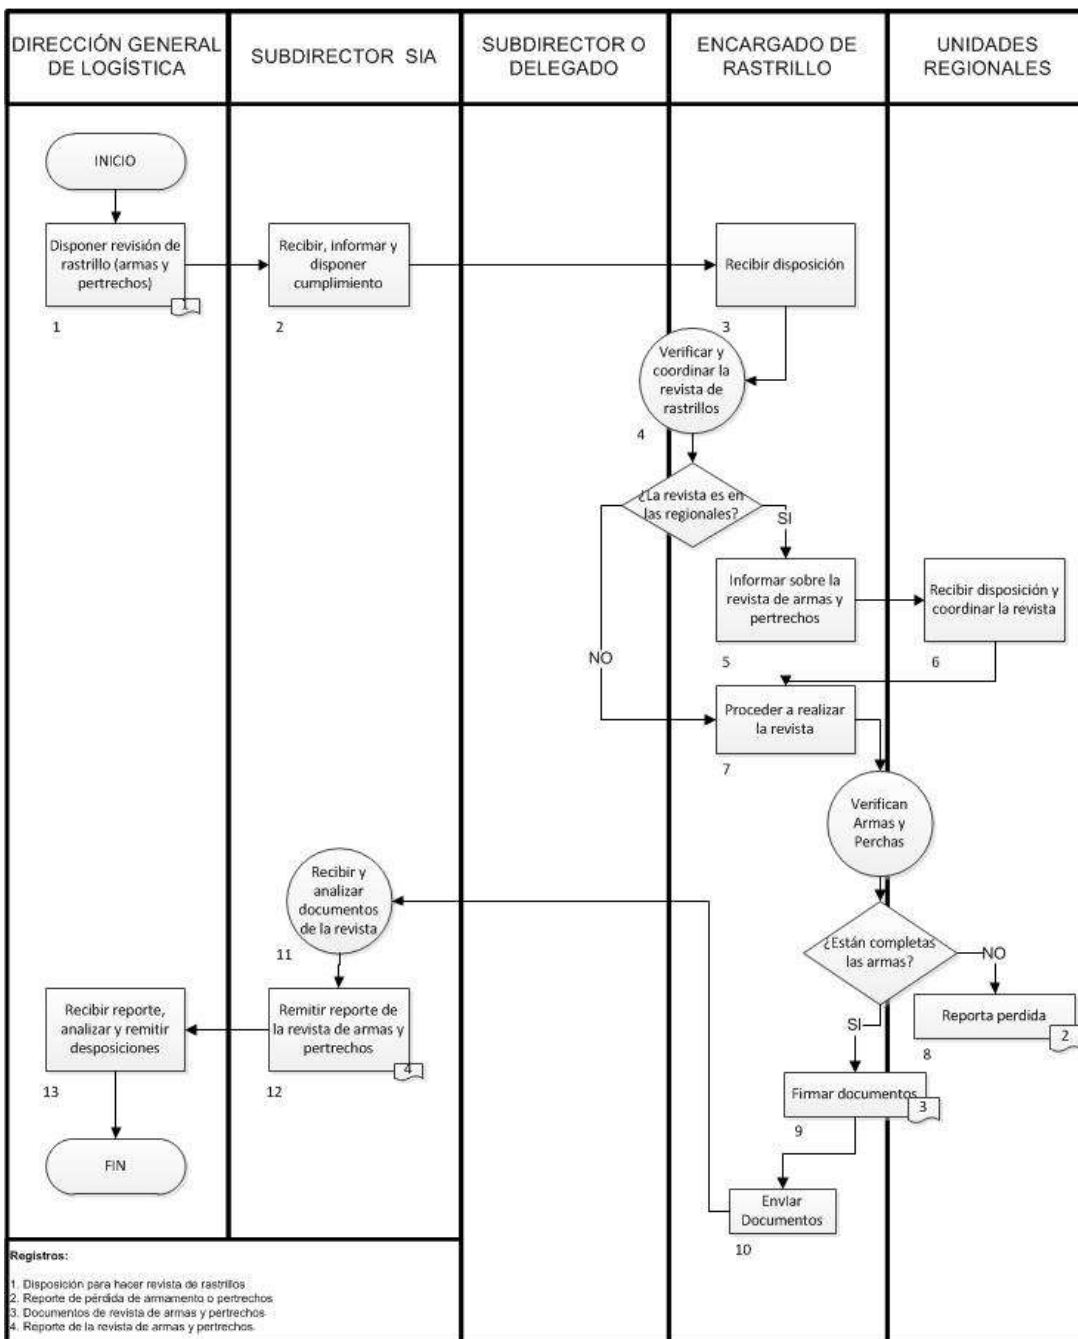 DIRECCIÓN GENERAL
DE LOGÍSTICA
SUBDIRECTOR SIA
SUBDIRECTOR O
DELEGADO
ENCARGADO DE
RASTRILLO
UNIDADES
REGIONALES
INICIO
Disponer revisión de
rastrillo (armas y
pertrechos)
1
1
Recibir, informar y
disponer
cumplimiento
2
Recibir disposición
3
Verificar y
coordinar la
revista de
rastrillos
4
¿La revista es en
las regionales?
SI
NO
Informar sobre la
revista de armas y
pertrechos
5
Recibir disposición y
coordinar la revista
6
Proceder a realizar
la revista
7
Verifican
Armas y
Perchas
¿Están completas
las armas?
NO
SI
Reporta perdida
2
8
Firmar documentos
3
9
Enviar
Documentos
10
Recibir y
analizar
documentos
de la revista
11
Remitir reporte de
la revista de armas y
pertrechos
4
12
Recibir reporte,
analizar y remitir
desposiciones
13
FIN
Registros:
1. Disposición para hacer revista de rastrillos
2. Reporte de pérdida de armamento o pertrechos
3. Documentos de revista de armas y pertrechos
4. Reporte de la revista de armas y pertrechos.